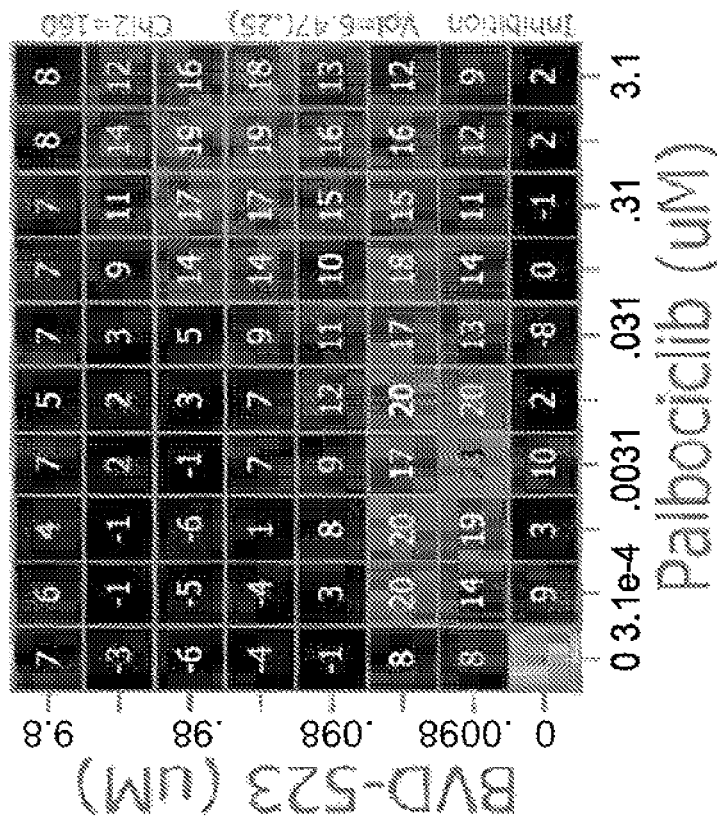 Inhibition Vol=6.47(.25) Chi2=160
BVD-523 (uM)
9.8 7 6 4 7 5 7 7 7 8 8
-3 -1 -1 2 2 3 9 11 14 12
.98 -6 -5 -6 -1 3 5 14 17 19 16
-4 -4 1 7 7 9 14 17 19 18
.098 -1 3 8 9 12 11 10 15 16 13
8 20 20 17 20 17 18 15 16 12
.0098 8 14 19 20 13 14 11 12 9
0 9 3 10 2 -8 0 -1 2 2
0 3.1e-4 .0031 .031 .31 3.1
Palbociclib (uM)